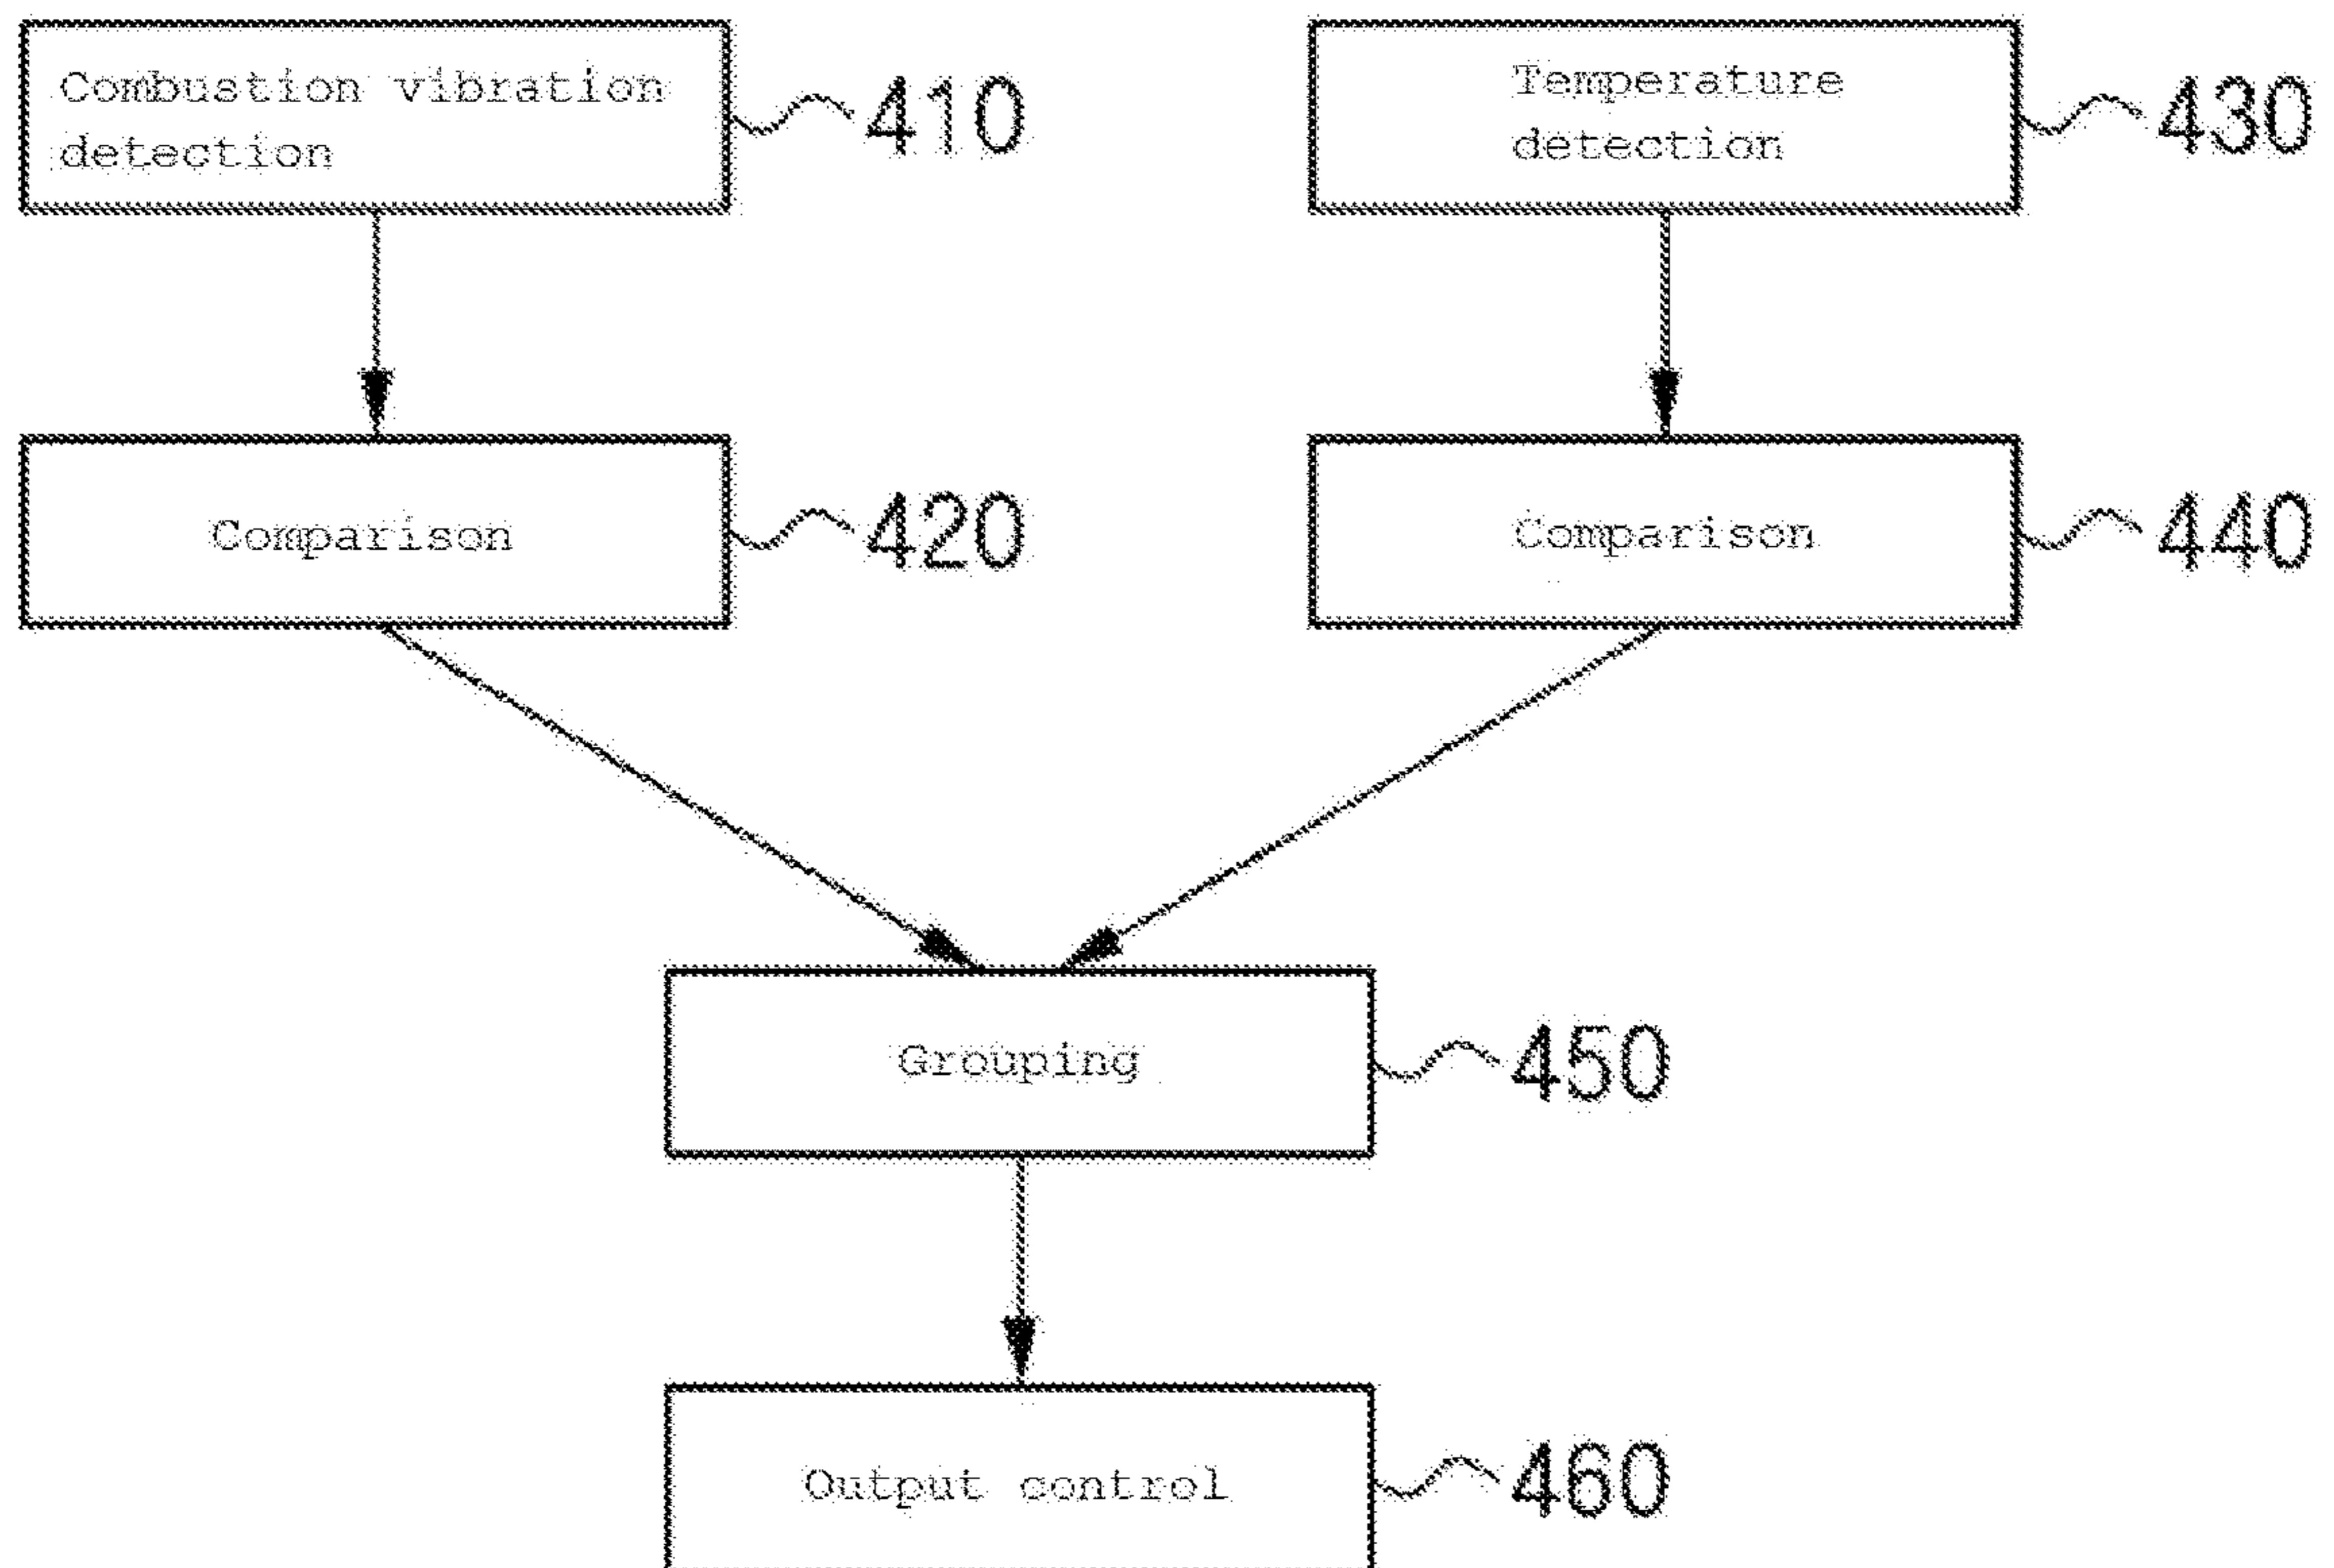 Combustion vibration
detection
410
Temperature
detection
430
Comparison
420
Comparison
440
Grouping
450
Output control
460